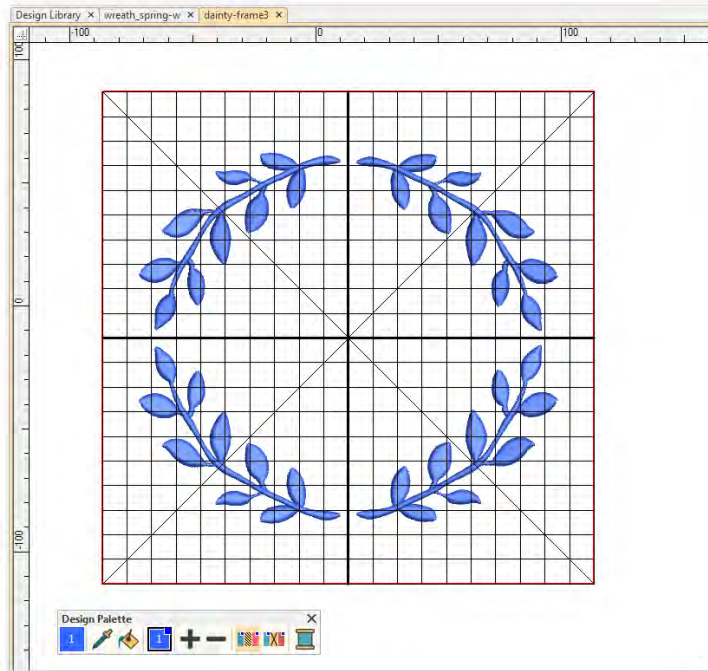 Design Library × wreath_spring-w × dainty-frame3 ×
-100 0 100
100
0
-100
Design Palette ×
1 1